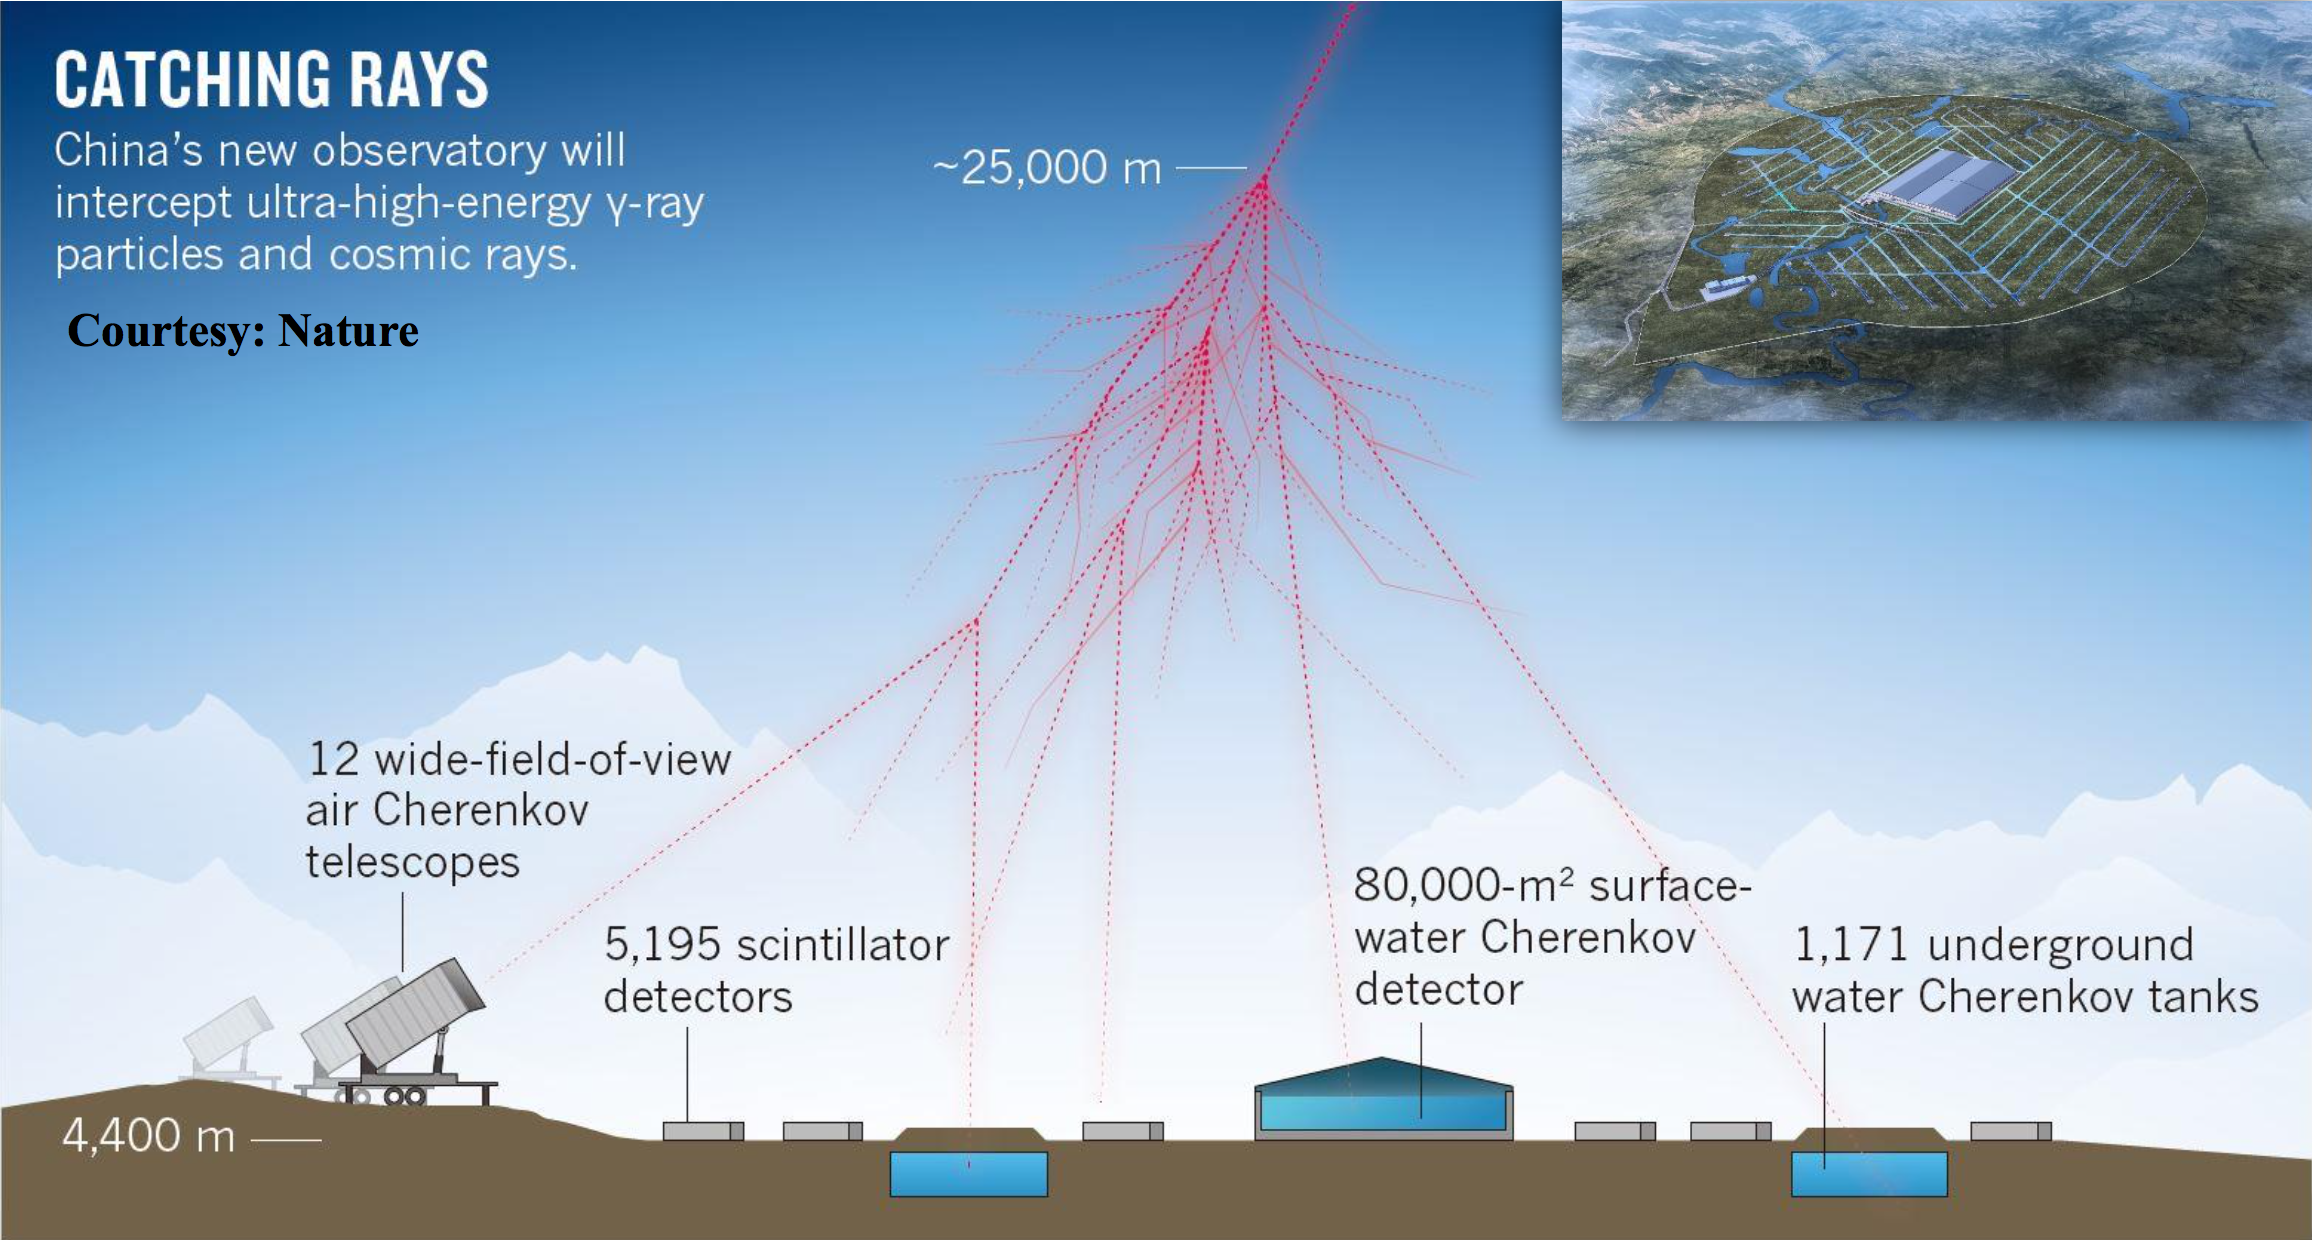 CATCHING RAYS
China's new observatory will
intercept ultra-high-energy γ-ray
particles and cosmic rays.
Courtesy: Nature
~25,000 m
12 wide-field-of-view
air Cherenkov
telescopes
5,195 scintillator
detectors
80,000-m² surface-
water Cherenkov
detector
1,171 underground
water Cherenkov tanks
4,400 m